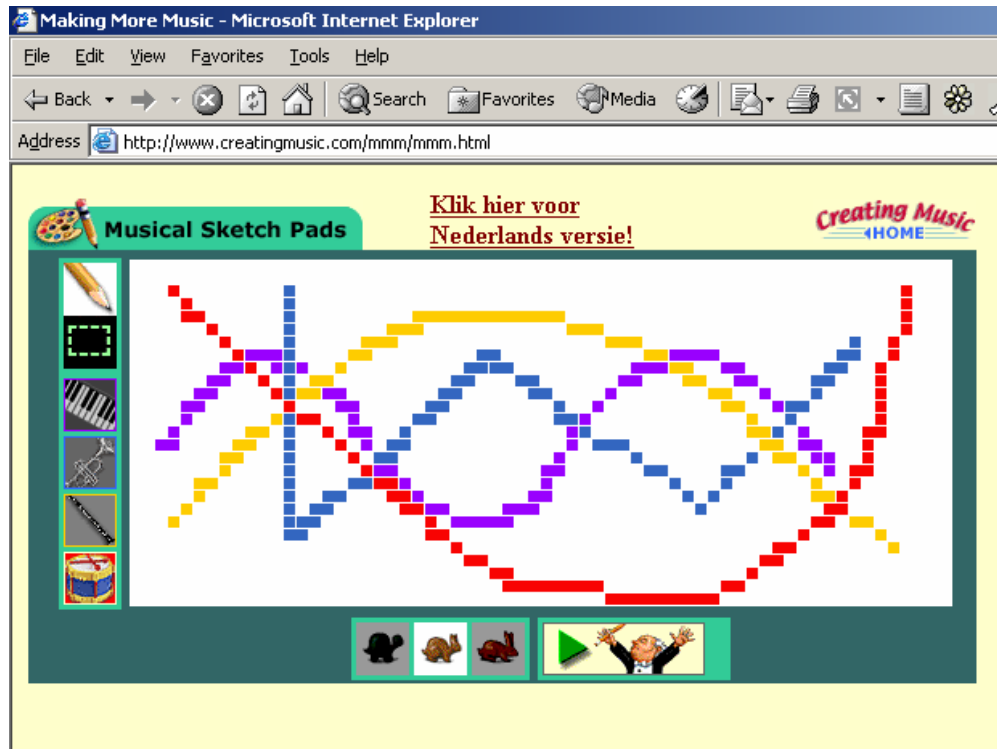 Making More Music - Microsoft Internet Explorer
File Edit View Favorites Tools Help
Back Search Favorites Media
Address http://www.creatingmusic.com/mmm/mmm.html
Musical Sketch Pads
Klik hier voor
Nederlands versie!
Creating Music
HOME